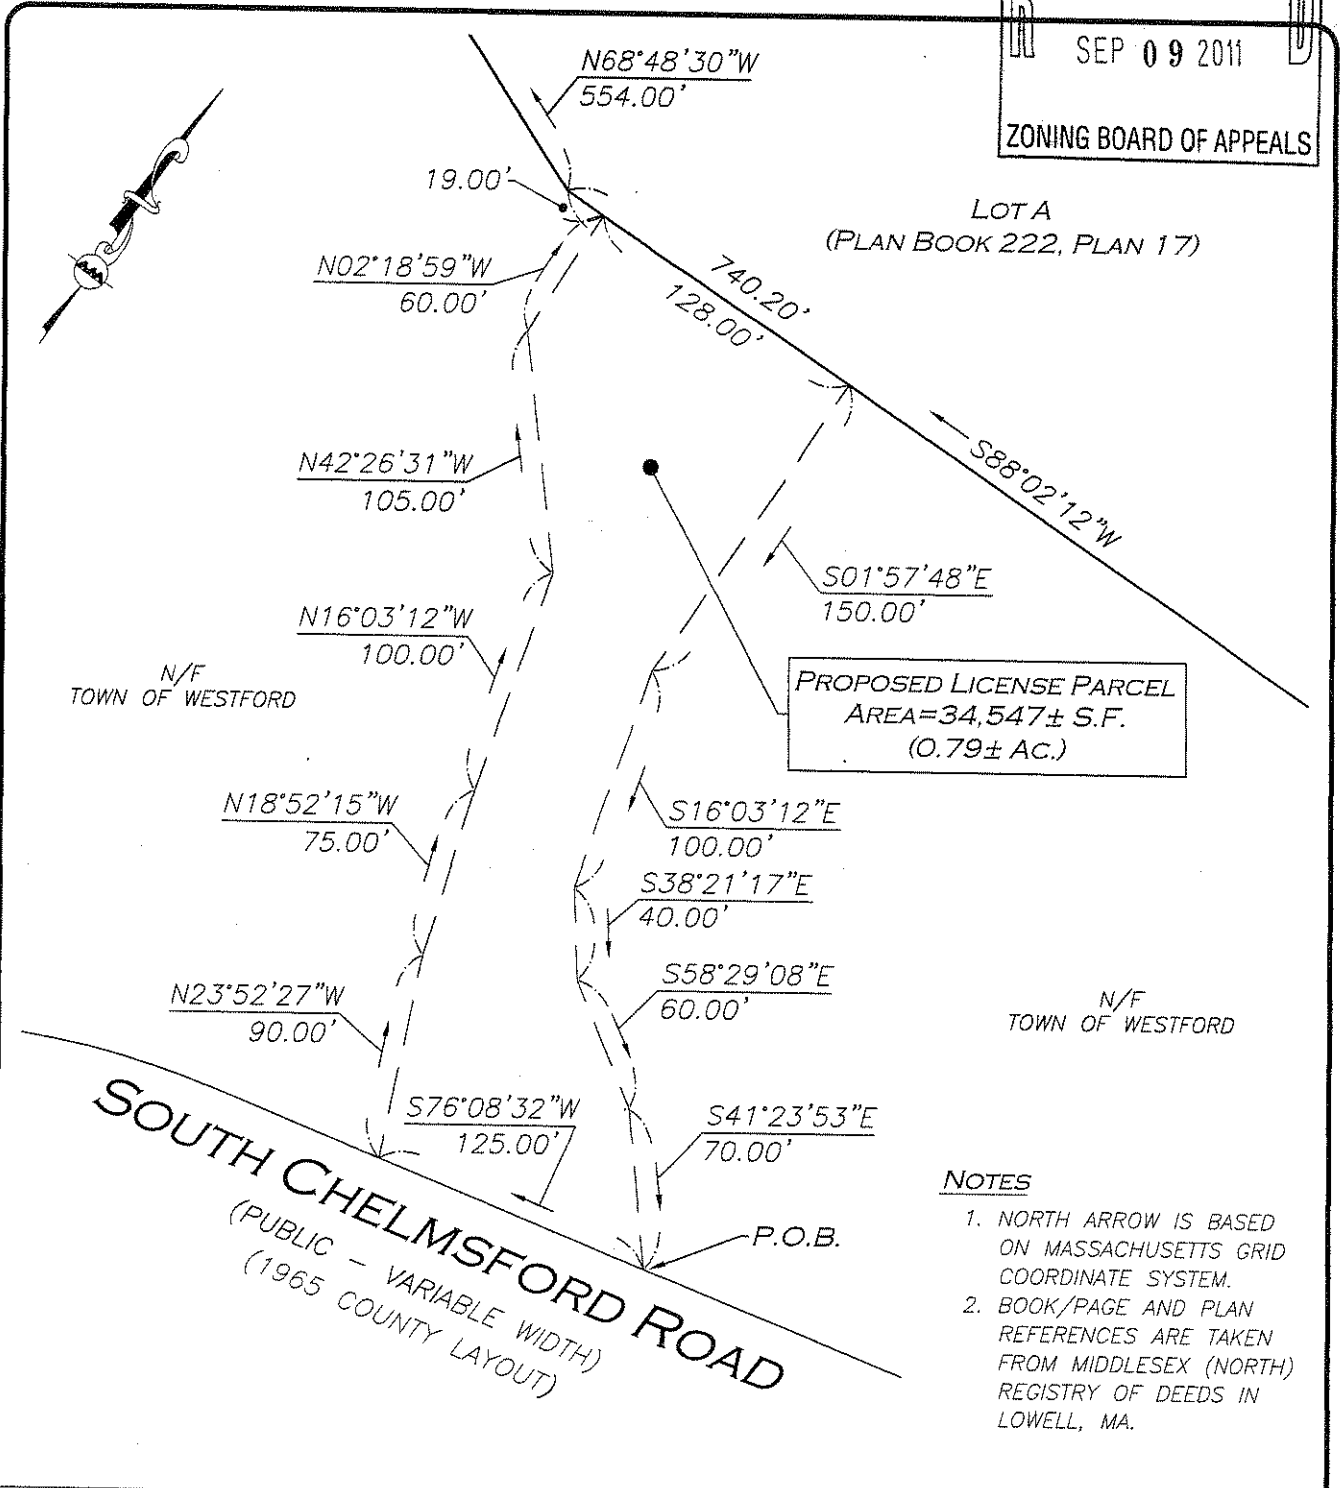 SEP 09 2011
ZONING BOARD OF APPEALS
N68°48'30"W
554.00'
19.00'
LOT A
(PLAN BOOK 222, PLAN 17)
N02°18'59"W
60.00'
740.20'
128.00'
N42°26'31"W
105.00'
S88°02'12"W
S01°57'48"E
150.00'
N16°03'12"W
100.00'
N/F
TOWN OF WESTFORD
PROPOSED LICENSE PARCEL
AREA=34,547± S.F.
(0.79± AC.)
N18°52'15"W
75.00'
S16°03'12"E
100.00'
S38°21'17"E
40.00'
S58°29'08"E
60.00'
N23°52'27"W
90.00'
N/F
TOWN OF WESTFORD
S76°08'32"W
125.00'
S41°23'53"E
70.00'
P.O.B.
SOUTH CHELMSFORD ROAD
(PUBLIC - VARIABLE WIDTH)
(1965 COUNTY LAYOUT)
NOTES
1. NORTH ARROW IS BASED
ON MASSACHUSETTS GRID
COORDINATE SYSTEM.
2. BOOK/PAGE AND PLAN
REFERENCES ARE TAKEN
FROM MIDDLESEX (NORTH)
REGISTRY OF DEEDS IN
LOWELL, MA.